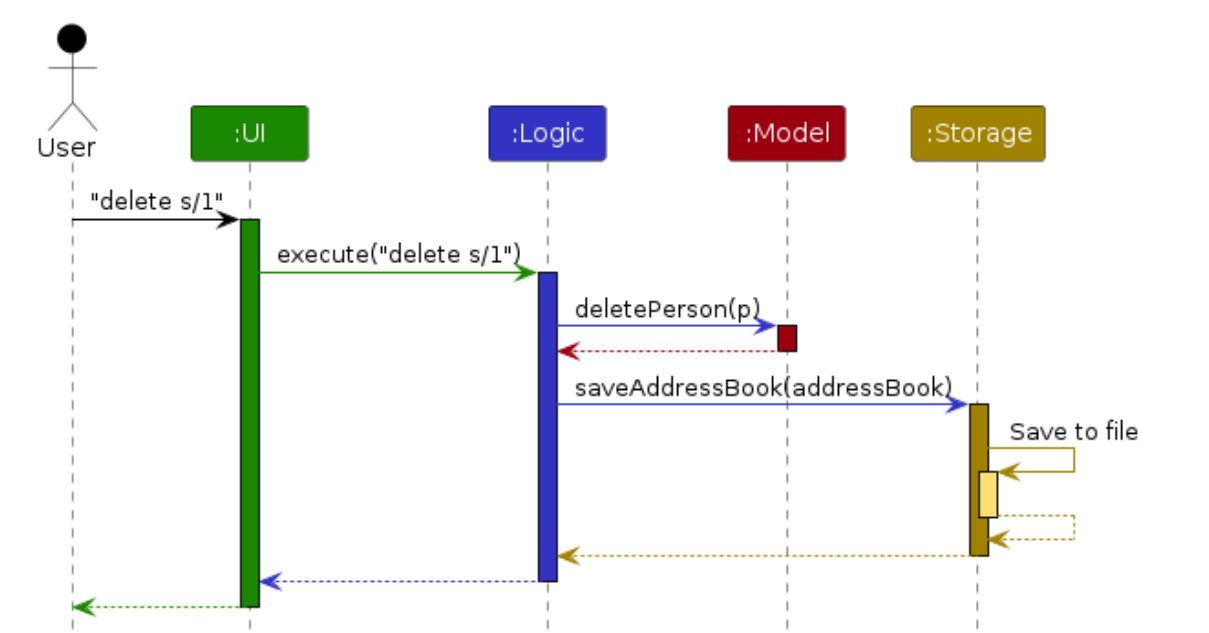 User
:UI
:Logic
:Model
:Storage
"delete s/1"
execute("delete s/1")
deletePerson(p)
saveAddressBook(addressBook)
Save to file